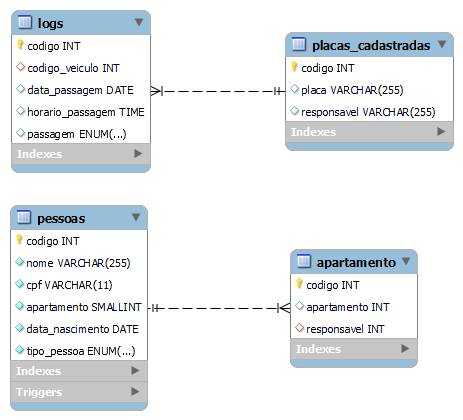 logs
codigo INT
codigo_veiculo INT
data_passagem DATE
horario_passagem TIME
passagem ENUM(...)
Indexes
placas_cadastradas
codigo INT
placa VARCHAR(255)
responsavel VARCHAR(255)
Indexes
pessoas
codigo INT
nome VARCHAR(255)
cpf VARCHAR(11)
apartamento SMALLINT
data_nascimento DATE
tipo_pessoa ENUM(...)
Indexes
Triggers
apartamento
codigo INT
apartamento INT
responsavel INT
Indexes